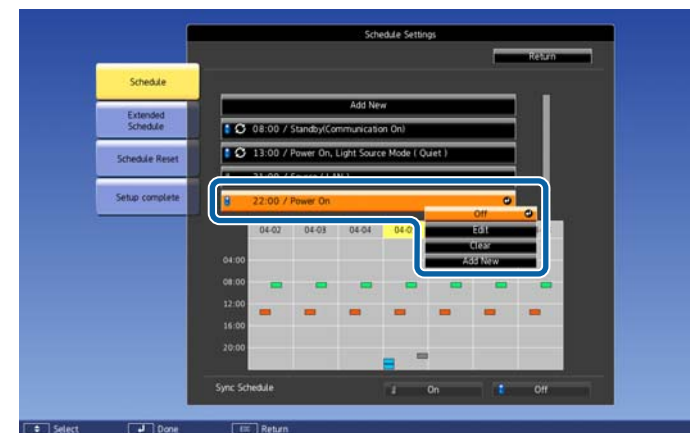 Schedule Settings
Return
Schedule
Extended
Schedule
Schedule Reset
Setup complete
Add New
08:00 / Standby(Communication On)
13:00 / Power On, Light Source Mode ( Quiet )
22:00 / Power On
Off
Edit
Clear
Add New
04-02 04-03 04-04
04:00
08:00
12:00
16:00
20:00
Sync Schedule On Off
Select Done Esc Return